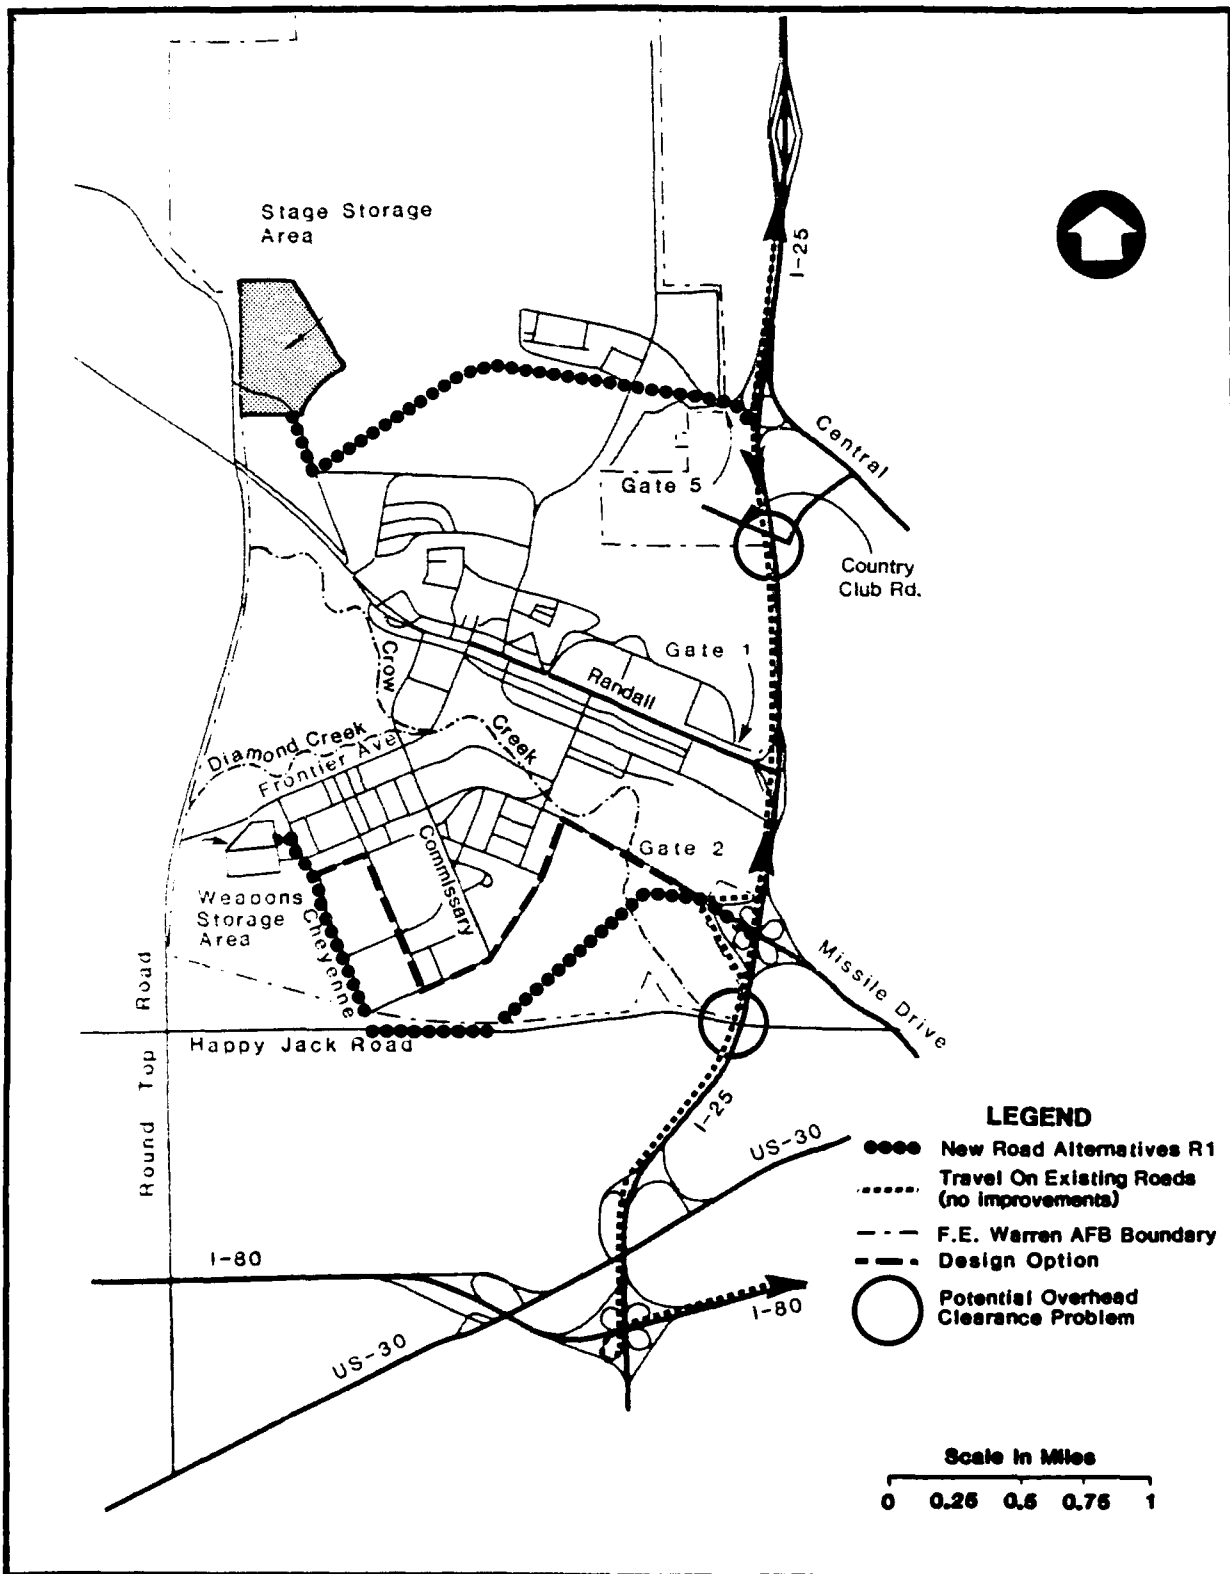 Stage Storage
Area
I-25
Central
Gate 5
Country
Club Rd.
Gate 1
Randall
Crow
Creek
Diamond Creek
Frontier Ave
Commissary
Gate 2
Weapons
Storage
Area
Cheyenne
Missile Drive
Happy Jack Road
Round Top Road
I-25
US-30
I-80
I-80
US-30
LEGEND
New Road Alternatives R1
Travel On Existing Roads
(no improvements)
F.E. Warren AFB Boundary
Design Option
Potential Overhead
Clearance Problem
Scale in Miles
0 0.25 0.5 0.75 1